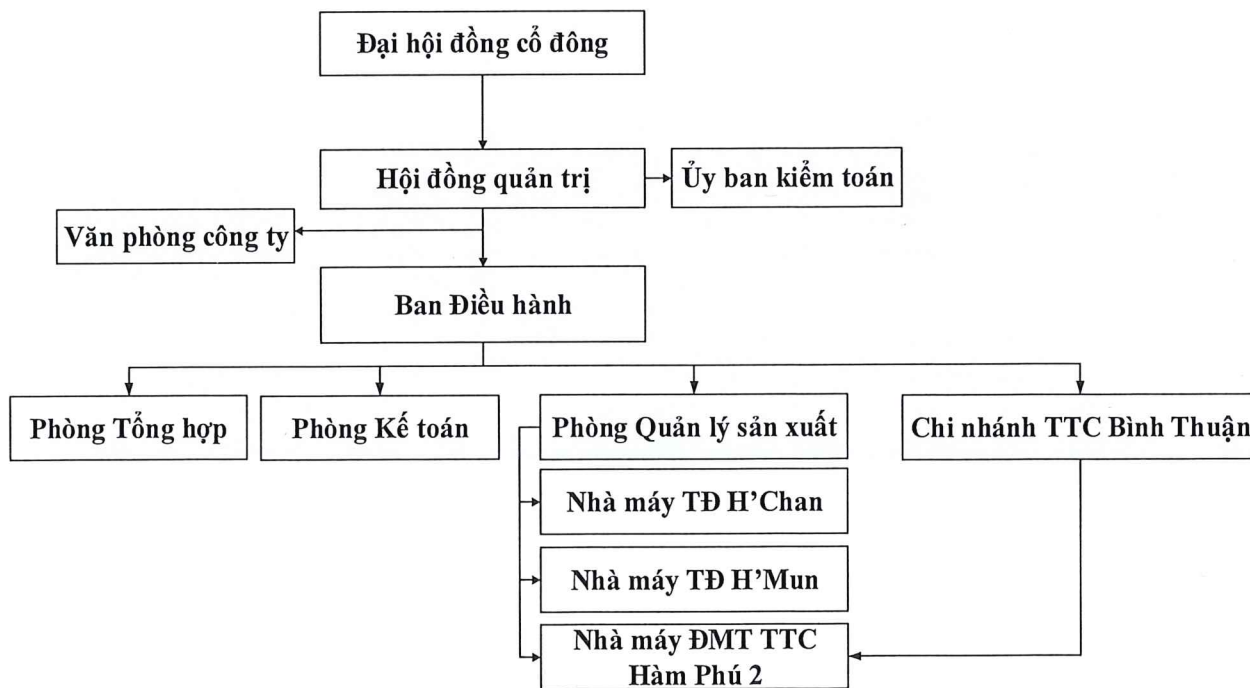 Đại hội đồng cổ đông
Hội đồng quản trị
Ủy ban kiểm toán
Văn phòng công ty
Ban Điều hành
Phòng Tổng hợp
Phòng Kế toán
Phòng Quản lý sản xuất
Chi nhánh TTC Bình Thuận
Nhà máy TĐ H'Chan
Nhà máy TĐ H'Mun
Nhà máy ĐMT TTC
Hàm Phú 2